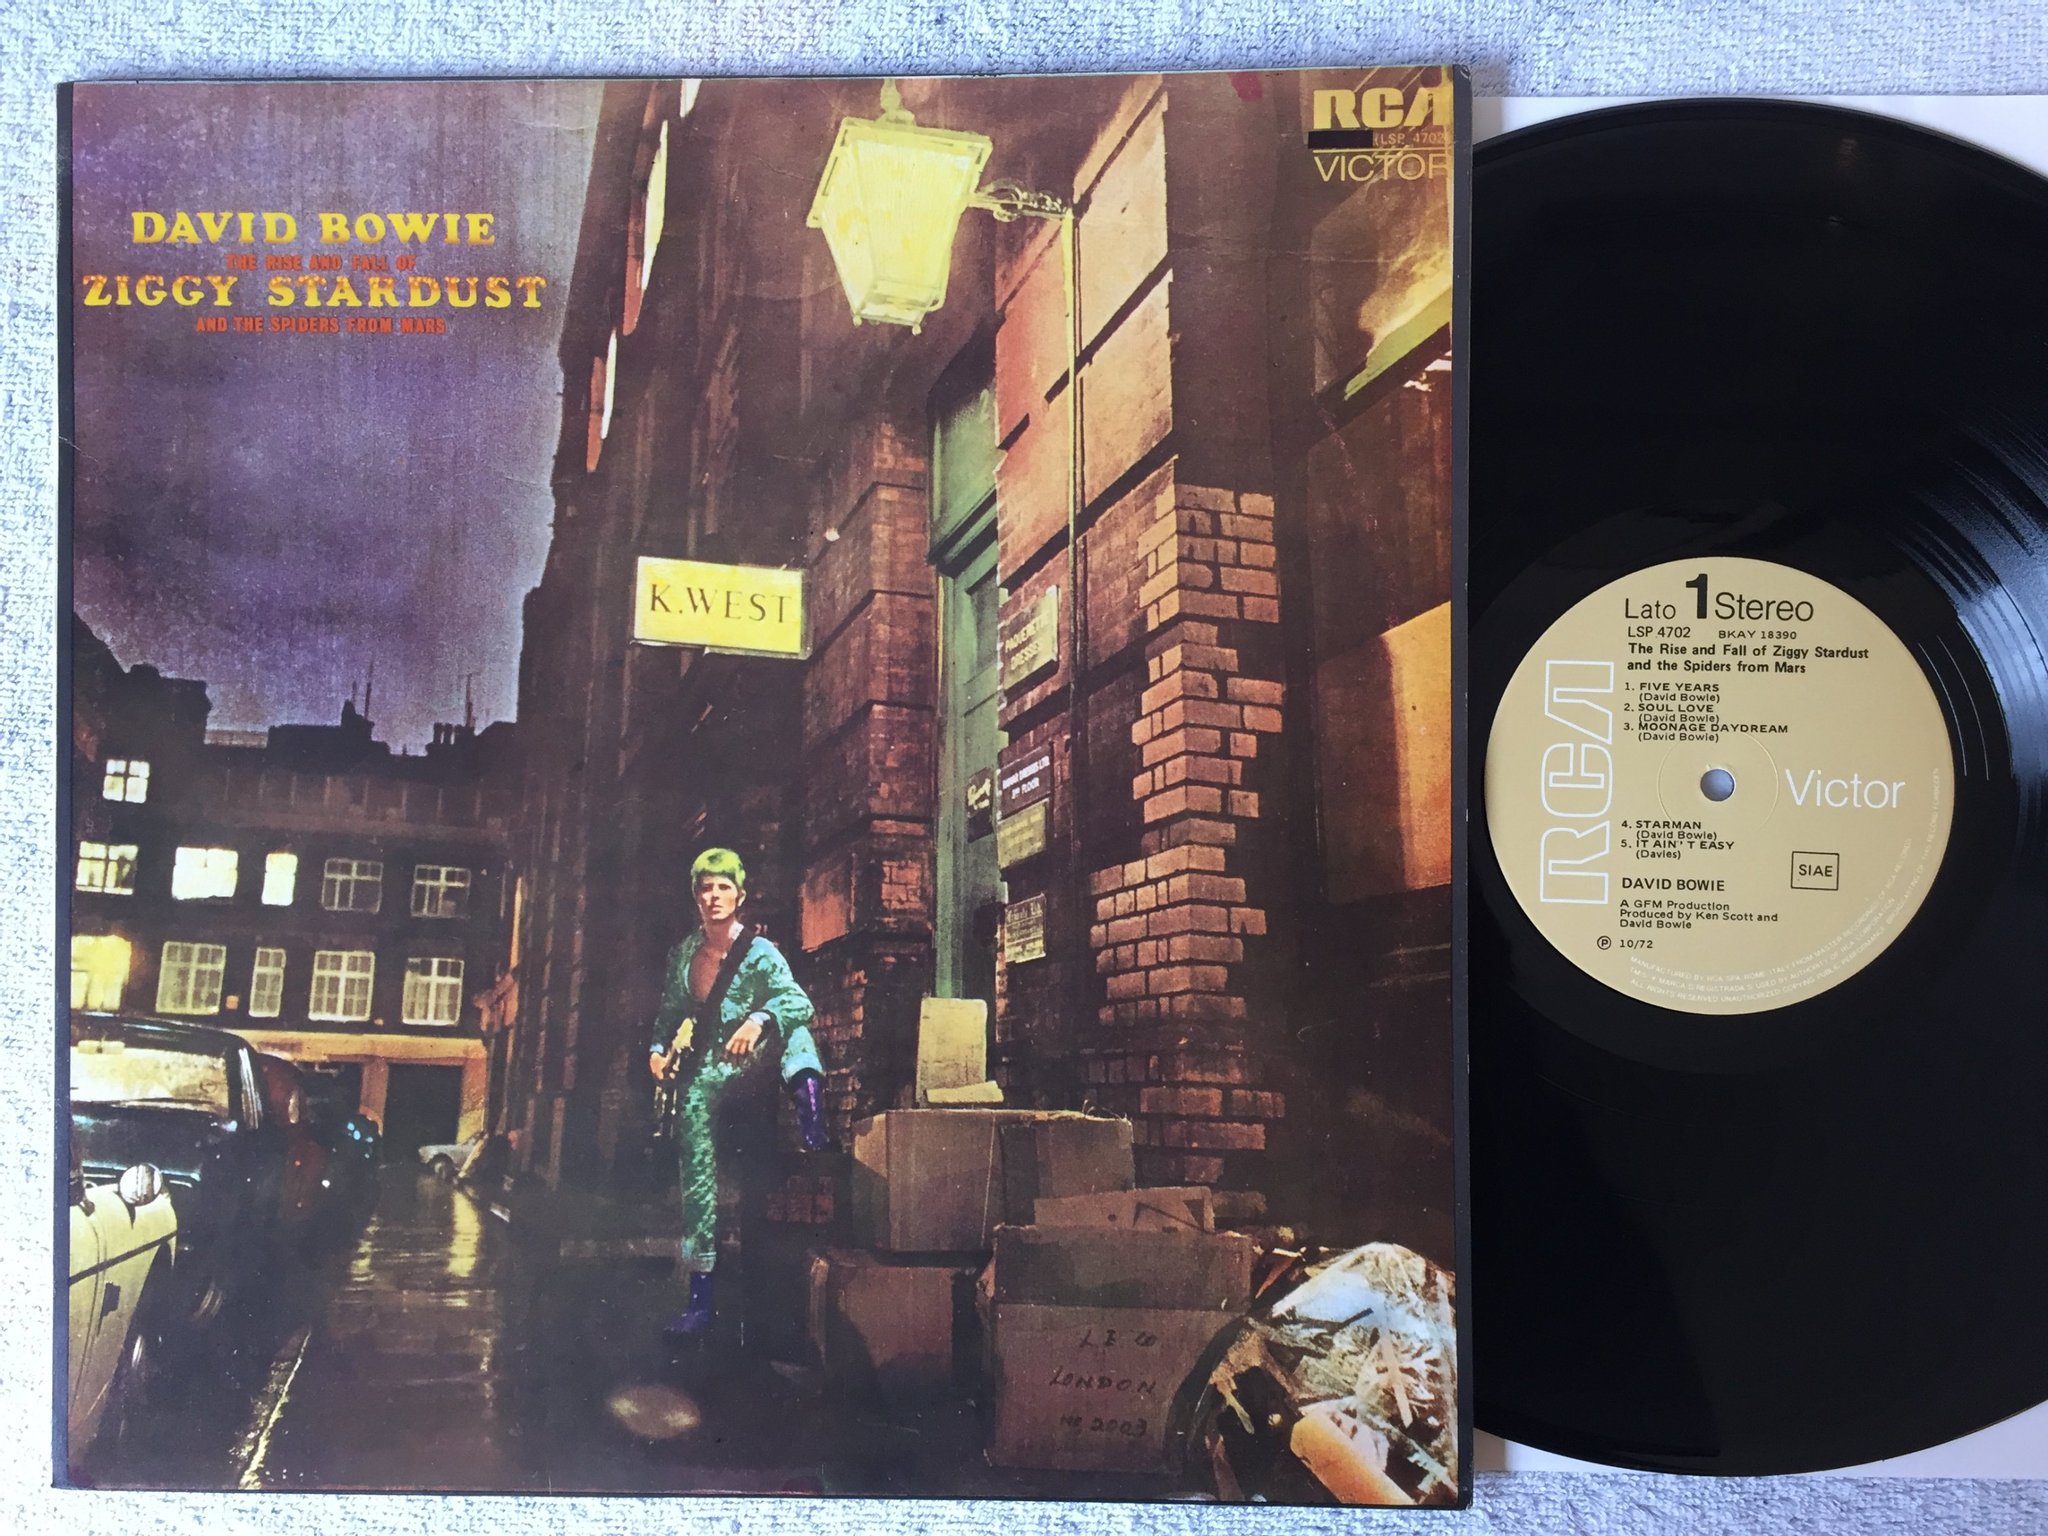 DAVID BOWIE
THE RISE AND FALL OF
ZIGGY STARDUST
AND THE SPIDERS FROM MARS
RCA
(LSP 4702)
VICTOR
K.WEST
2ND FLOOR
LONDON
Lato 1 Stereo
LSP 4702 BKAY 18390
The Rise and Fall of Ziggy Stardust
and the Spiders from Mars
1. FIVE YEARS
(David Bowie)
2. SOUL LOVE
(David Bowie)
3. MOONAGE DAYDREAM
(David Bowie)
RCA
Victor
4. STARMAN
(David Bowie)
5. IT AIN'T EASY
(Davies)
SIAE
DAVID BOWIE
A GFM Production
Produced by Ken Scott and
David Bowie
Ⓟ 10/72